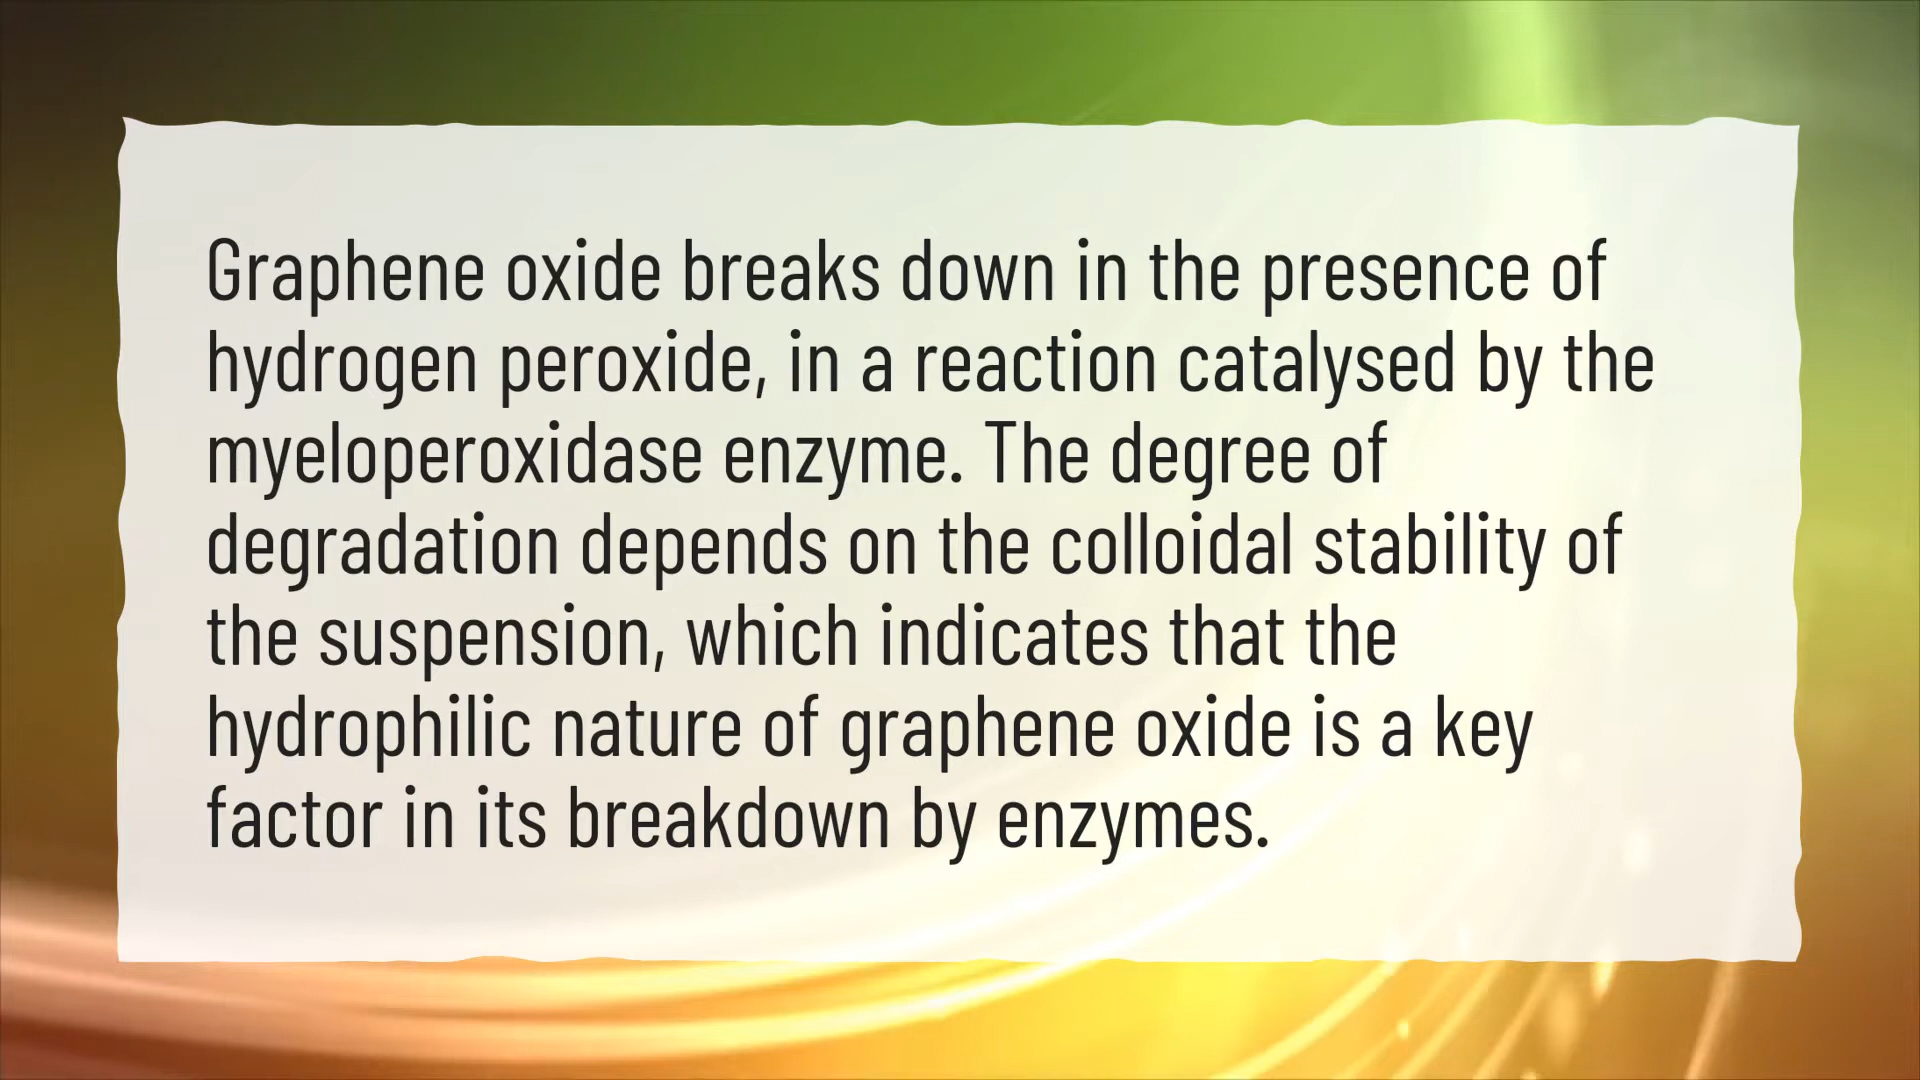 Graphene oxide breaks down in the presence of
hydrogen peroxide, in a reaction catalysed by the
myeloperoxidase enzyme. The degree of
degradation depends on the colloidal stability of
the suspension, which indicates that the
hydrophilic nature of graphene oxide is a key
factor in its breakdown by enzymes.